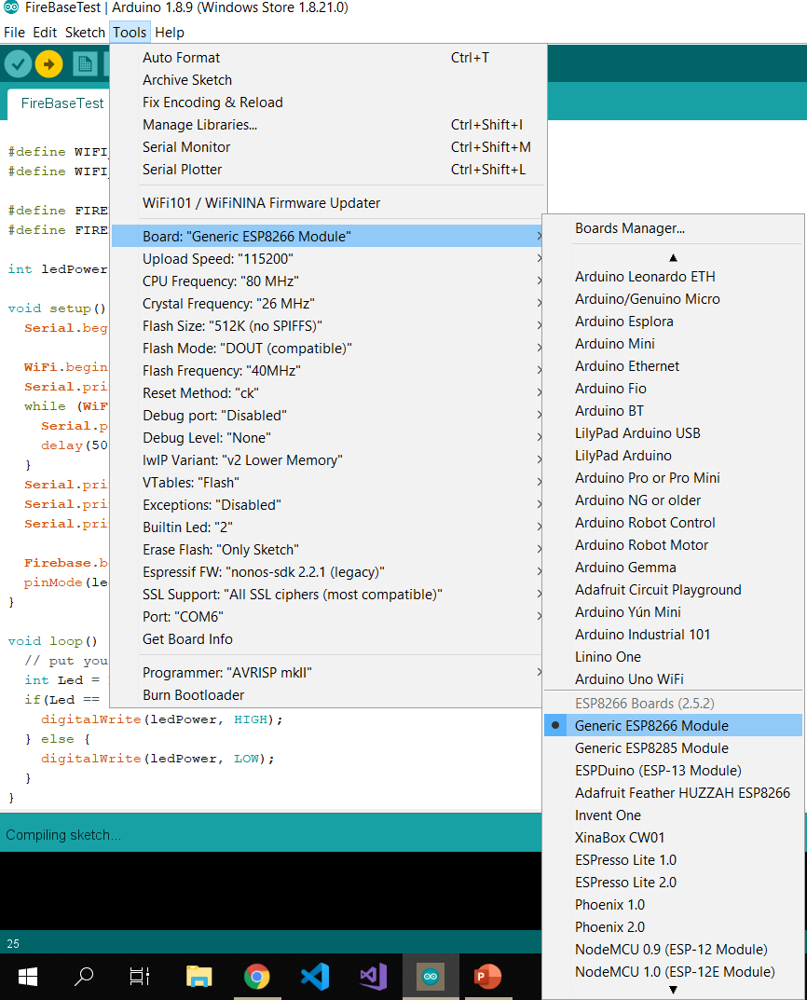 FireBaseTest | Arduino 1.8.9 (Windows Store 1.8.21.0)
File Edit Sketch Tools Help
FireBaseTest
#define WIFI_
#define WIFI_
#define FIRE
#define FIRE
int ledPower
void setup()
Serial.beg
WiFi.begin
Serial.pri
while (WiF
Serial.p
delay(50
}
Serial.pri
Serial.pri
Serial.pri
Firebase.b
pinMode(le
}
void loop()
// put you
int Led =
if(Led ==
digitalWrite(ledPower, HIGH);
} else {
digitalWrite(ledPower, LOW);
}
}
Compiling sketch...
25
Auto Format Ctrl+T
Archive Sketch
Fix Encoding & Reload
Manage Libraries... Ctrl+Shift+I
Serial Monitor Ctrl+Shift+M
Serial Plotter Ctrl+Shift+L
WiFi101 / WiFiNINA Firmware Updater
Board: "Generic ESP8266 Module"
Upload Speed: "115200"
CPU Frequency: "80 MHz"
Crystal Frequency: "26 MHz"
Flash Size: "512K (no SPIFFS)"
Flash Mode: "DOUT (compatible)"
Flash Frequency: "40MHz"
Reset Method: "ck"
Debug port: "Disabled"
Debug Level: "None"
lwIP Variant: "v2 Lower Memory"
VTables: "Flash"
Exceptions: "Disabled"
Builtin Led: "2"
Erase Flash: "Only Sketch"
Espressif FW: "nonos-sdk 2.2.1 (legacy)"
SSL Support: "All SSL ciphers (most compatible)"
Port: "COM6"
Get Board Info
Programmer: "AVRISP mkII"
Burn Bootloader
Boards Manager...
Arduino Leonardo ETH
Arduino/Genuino Micro
Arduino Esplora
Arduino Mini
Arduino Ethernet
Arduino Fio
Arduino BT
LilyPad Arduino USB
LilyPad Arduino
Arduino Pro or Pro Mini
Arduino NG or older
Arduino Robot Control
Arduino Robot Motor
Arduino Gemma
Adafruit Circuit Playground
Arduino Yún Mini
Arduino Industrial 101
Linino One
Arduino Uno WiFi
ESP8266 Boards (2.5.2)
Generic ESP8266 Module
Generic ESP8285 Module
ESPDuino (ESP-13 Module)
Adafruit Feather HUZZAH ESP8266
Invent One
XinaBox CW01
ESPresso Lite 1.0
ESPresso Lite 2.0
Phoenix 1.0
Phoenix 2.0
NodeMCU 0.9 (ESP-12 Module)
NodeMCU 1.0 (ESP-12E Module)